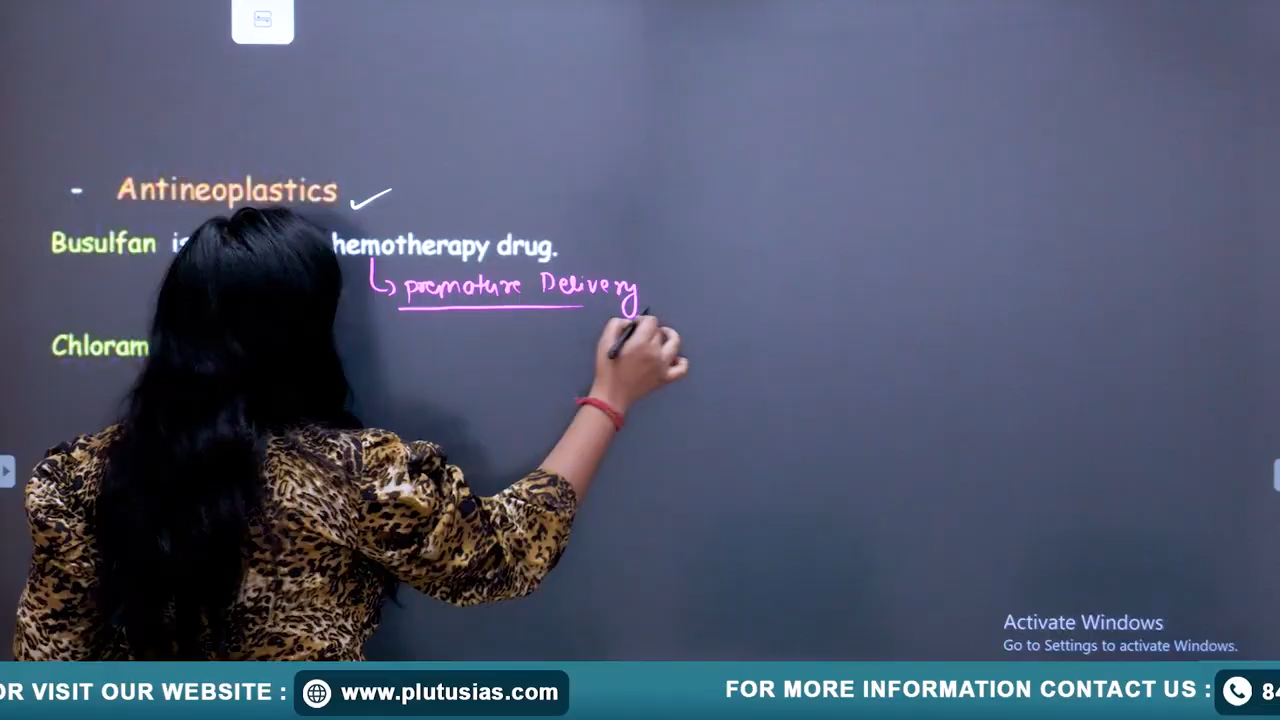 - Antineoplastics
Busulfan is hemotherapy drug.
premature Delivery
Chloram
Activate Windows
Go to Settings to activate Windows.
OR VISIT OUR WEBSITE : www.plutusias.com FOR MORE INFORMATION CONTACT US : 84